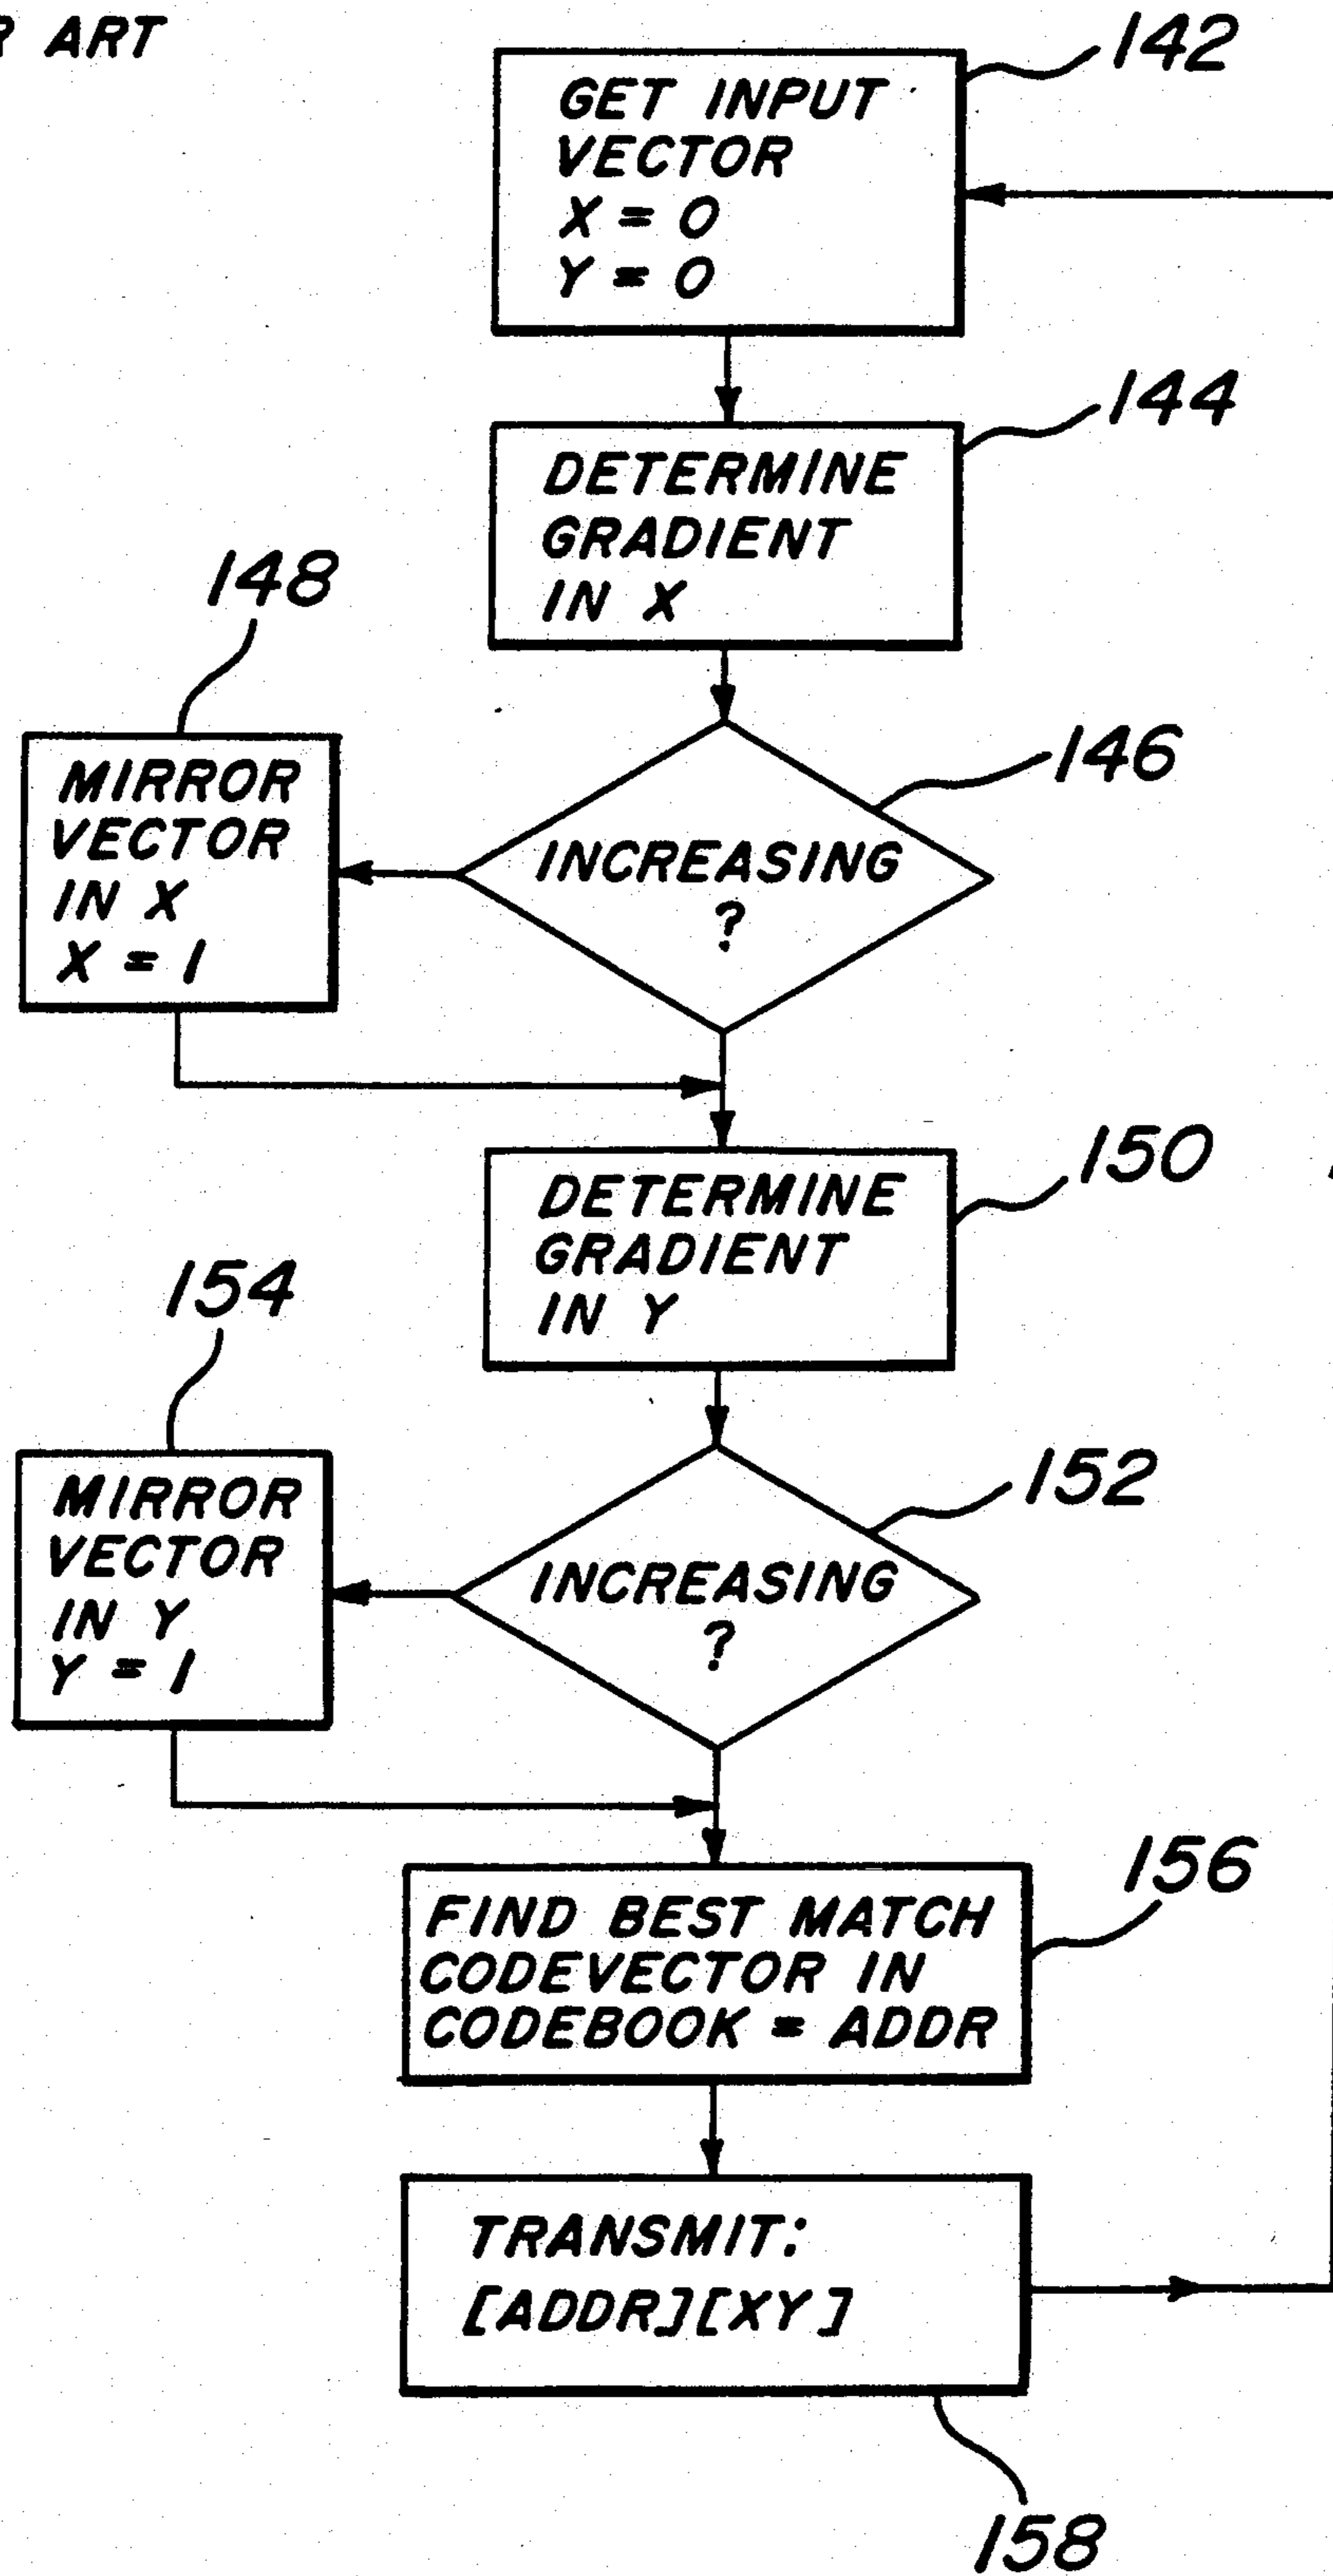 R ART
142
GET INPUT
VECTOR
X = 0
Y = 0
144
DETERMINE
GRADIENT
IN X
148
146
MIRROR
VECTOR
IN X
X = 1
INCREASING
?
150
DETERMINE
GRADIENT
IN Y
154
152
MIRROR
VECTOR
IN Y
Y = 1
INCREASING
?
156
FIND BEST MATCH
CODEVECTOR IN
CODEBOOK = ADDR
TRANSMIT:
[ADDR][XY]
158